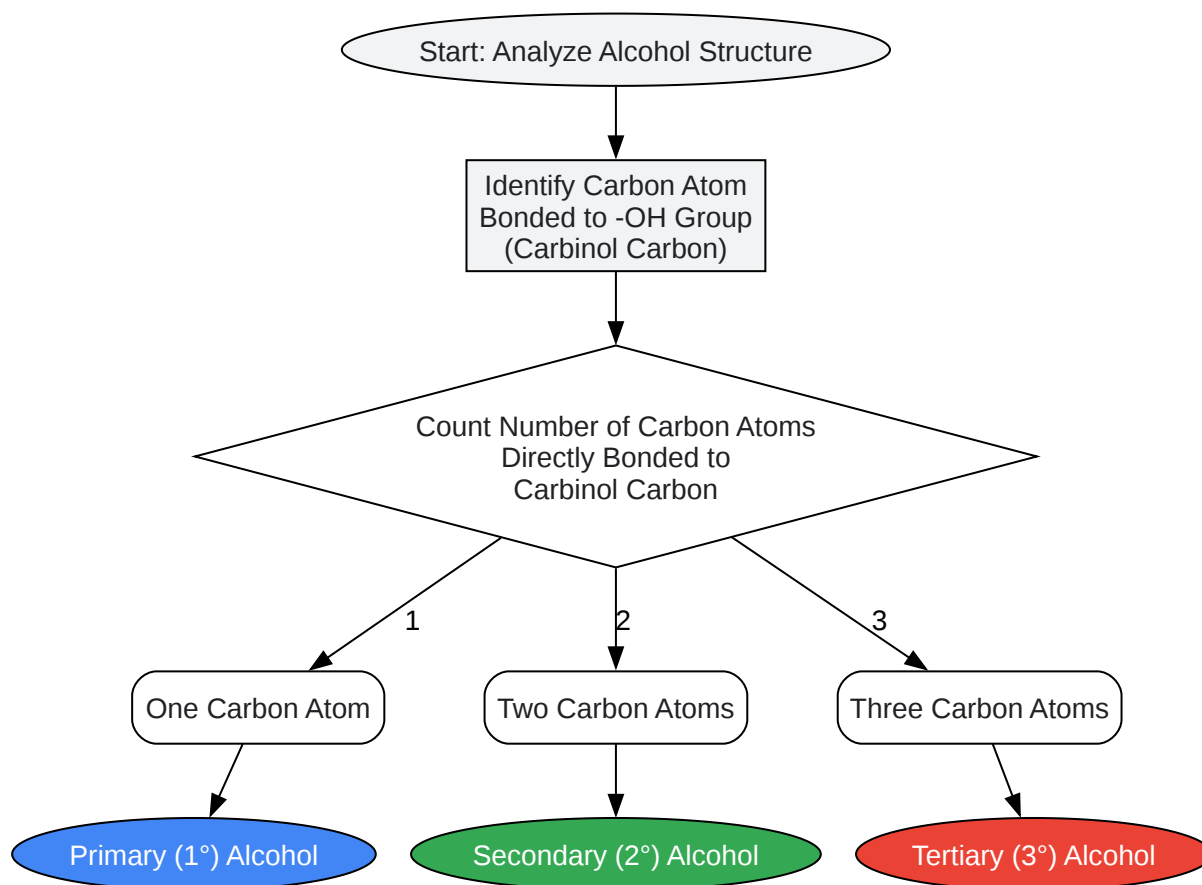 Start: Analyze Alcohol Structure
Identify Carbon Atom
Bonded to -OH Group
(Carbinol Carbon)
Count Number of Carbon Atoms
Directly Bonded to
Carbinol Carbon
1
2
3
One Carbon Atom
Two Carbon Atoms
Three Carbon Atoms
Primary (1°) Alcohol
Secondary (2°) Alcohol
Tertiary (3°) Alcohol